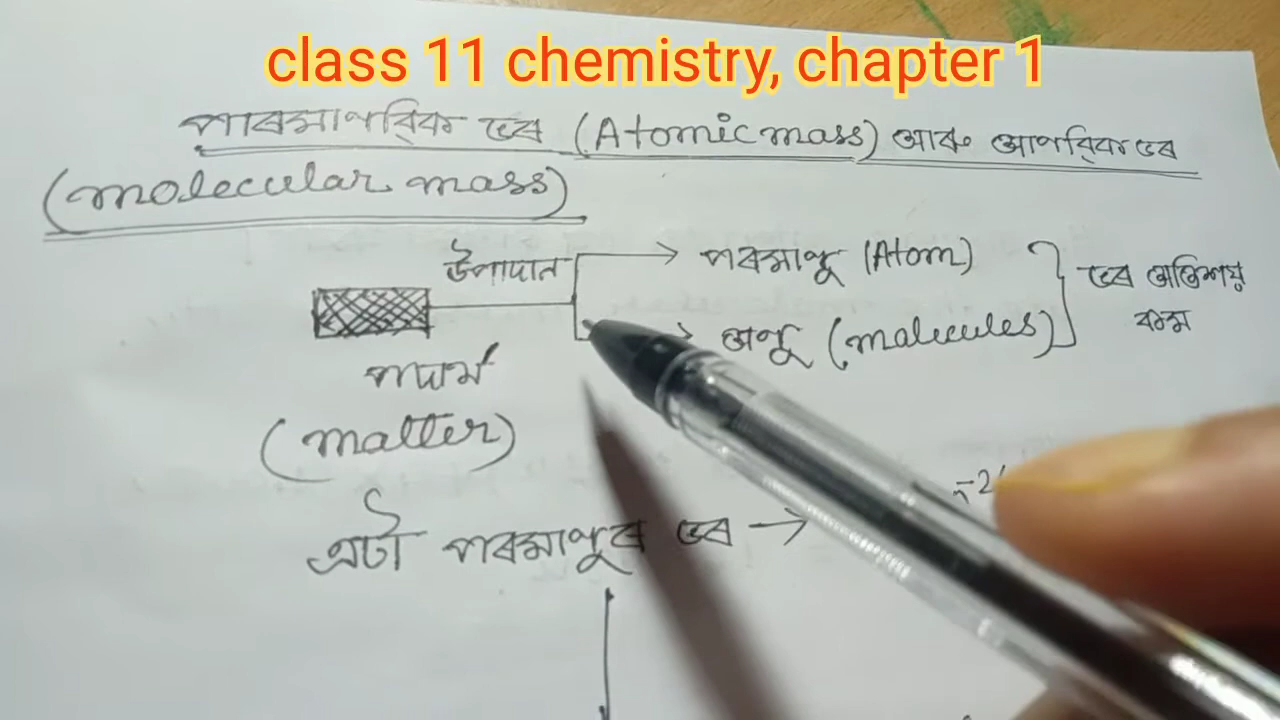 class 11 chemistry, chapter 1
পাৰমাণৱিক ভৰ (Atomic mass) আৰু আণৱিক ভৰ
(molecular mass)
উপাদান
পৰমাণু (Atom)
অণু (malecules)
ভৰ অতিশয়
কম
পদাৰ্থ
(matter)
এটা পৰমাণুৰ ভৰ →